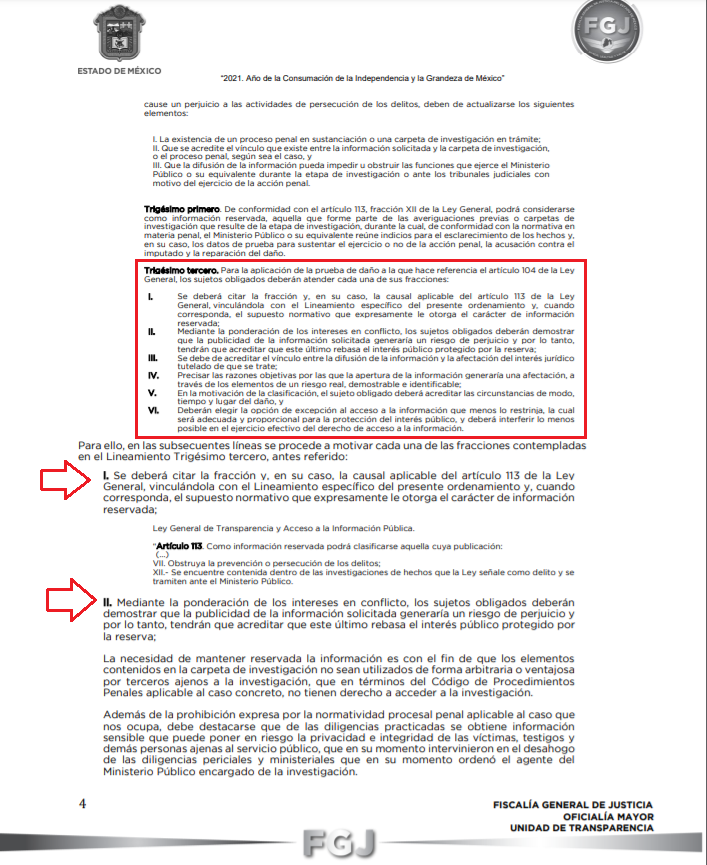 ESTADO DE MÉXICO
FGJ
"2021. Año de la Consumación de la Independencia y la Grandeza de México"
cause un perjuicio a las actividades de persecución de los delitos, deben de actualizarse los siguientes
elementos:
I. La existencia de un proceso penal en sustanciación o una carpeta de investigación en trámite;
II. Que se acredite el vínculo que existe entre la información solicitada y la carpeta de investigación,
o el proceso penal, según sea el caso, y
III. Que la difusión de la información pueda impedir u obstruir las funciones que ejerce el Ministerio
Público o su equivalente durante la etapa de investigación o ante los tribunales judiciales con
motivo del ejercicio de la acción penal.
Trigésimo primero. De conformidad con el artículo 113, fracción XII de la Ley General, podrá considerarse
como información reservada, aquella que forme parte de las averiguaciones previas o carpetas de
investigación que resulte de la etapa de investigación, durante la cual, de conformidad con la normativa en
materia penal, el Ministerio Público o su equivalente reúne indicios para el esclarecimiento de los hechos y,
en su caso, los datos de prueba para sustentar el ejercicio o no de la acción penal, la acusación contra el
imputado y la reparación del daño.
Trigésimo tercero. Para la aplicación de la prueba de daño a la que hace referencia el artículo 104 de la Ley
General, los sujetos obligados deberán atender cada una de sus fracciones:
I. Se deberá citar la fracción y, en su caso, la causal aplicable del artículo 113 de la Ley
General, vinculándola con el Lineamiento específico del presente ordenamiento y, cuando
corresponda, el supuesto normativo que expresamente le otorga el carácter de información
reservada;
II. Mediante la ponderación de los intereses en conflicto, los sujetos obligados deberán demostrar
que la publicidad de la información solicitada generaría un riesgo de perjuicio y por lo tanto,
tendrán que acreditar que este último rebasa el interés público protegido por la reserva;
III. Se debe de acreditar el vínculo entre la difusión de la información y la afectación del interés jurídico
tutelado de que se trate;
IV. Precisar las razones objetivas por las que la apertura de la información generaría una afectación, a
través de los elementos de un riesgo real, demostrable e identificable;
V. En la motivación de la clasificación, el sujeto obligado deberá acreditar las circunstancias de modo,
tiempo y lugar del daño, y
VI. Deberán elegir la opción de excepción al acceso a la información que menos lo restrinja, la cual
será adecuada y proporcional para la protección del interés público, y deberá interferir lo menos
posible en el ejercicio efectivo del derecho de acceso a la información.
Para ello, en las subsecuentes líneas se procede a motivar cada una de las fracciones contempladas
en el Lineamiento Trigésimo tercero, antes referido:
I. Se deberá citar la fracción y, en su caso, la causal aplicable del artículo 113 de la Ley
General, vinculándola con el Lineamiento específico del presente ordenamiento y, cuando
corresponda, el supuesto normativo que expresamente le otorga el carácter de información
reservada;
Ley General de Transparencia y Acceso a la Información Pública.
"Artículo 113. Como información reservada podrá clasificarse aquella cuya publicación:
(...)
VII. Obstruya la prevención o persecución de los delitos;
XII.- Se encuentre contenida dentro de las investigaciones de hechos que la Ley señale como delito y se
tramiten ante el Ministerio Público.
II. Mediante la ponderación de los intereses en conflicto, los sujetos obligados deberán
demostrar que la publicidad de la información solicitada generaría un riesgo de perjuicio y
por lo tanto, tendrán que acreditar que este último rebasa el interés público protegido por
la reserva;
La necesidad de mantener reservada la información es con el fin de que los elementos
contenidos en la carpeta de investigación no sean utilizados de forma arbitraria o ventajosa
por terceros ajenos a la investigación, que en términos del Código de Procedimientos
Penales aplicable al caso concreto, no tienen derecho a acceder a la investigación.
Además de la prohibición expresa por la normatividad procesal penal aplicable al caso que
nos ocupa, debe destacarse que de las diligencias practicadas se obtiene información
sensible que puede poner en riesgo la privacidad e integridad de las víctimas, testigos y
demás personas ajenas al servicio público, que en su momento intervinieron en el desahogo
de las diligencias periciales y ministeriales que en su momento ordenó el agente del
Ministerio Público encargado de la investigación.
4
FISCALÍA GENERAL DE JUSTICIA
OFICIALÍA MAYOR
UNIDAD DE TRANSPARENCIA
FGJ